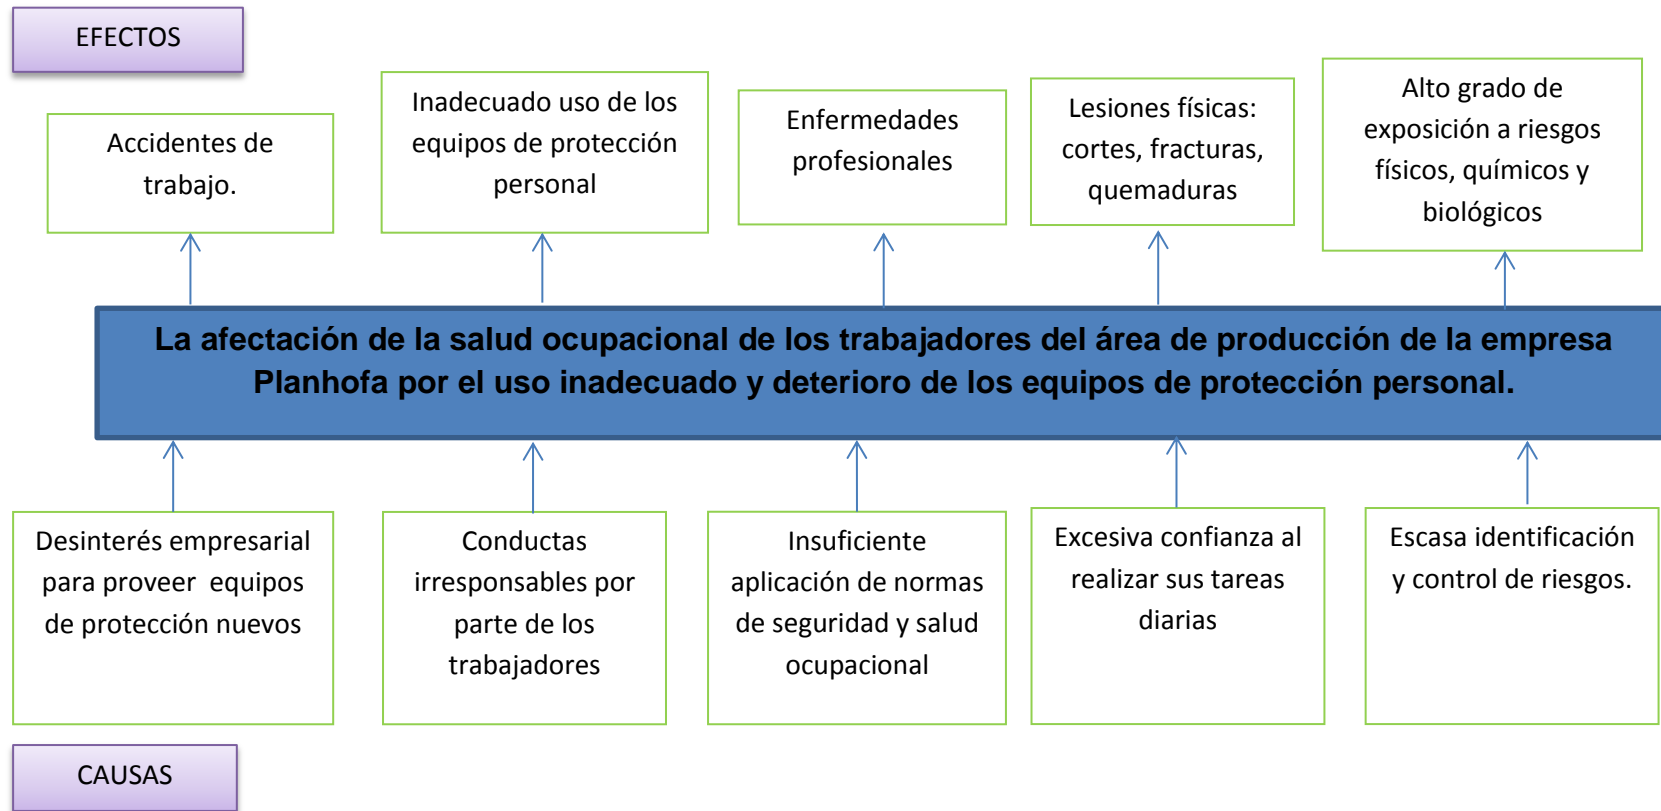 EFECTOS
Accidentes de
trabajo.
Inadecuado uso de los
equipos de protección
personal
Enfermedades
profesionales
Lesiones físicas:
cortes, fracturas,
quemaduras
Alto grado de
exposición a riesgos
físicos, químicos y
biológicos
La afectación de la salud ocupacional de los trabajadores del área de producción de la empresa
Planhofa por el uso inadecuado y deterioro de los equipos de protección personal.
Desinterés empresarial
para proveer equipos
de protección nuevos
Conductas
irresponsables por
parte de los
trabajadores
Insuficiente
aplicación de normas
de seguridad y salud
ocupacional
Excesiva confianza al
realizar sus tareas
diarias
Escasa identificación
y control de riesgos.
CAUSAS